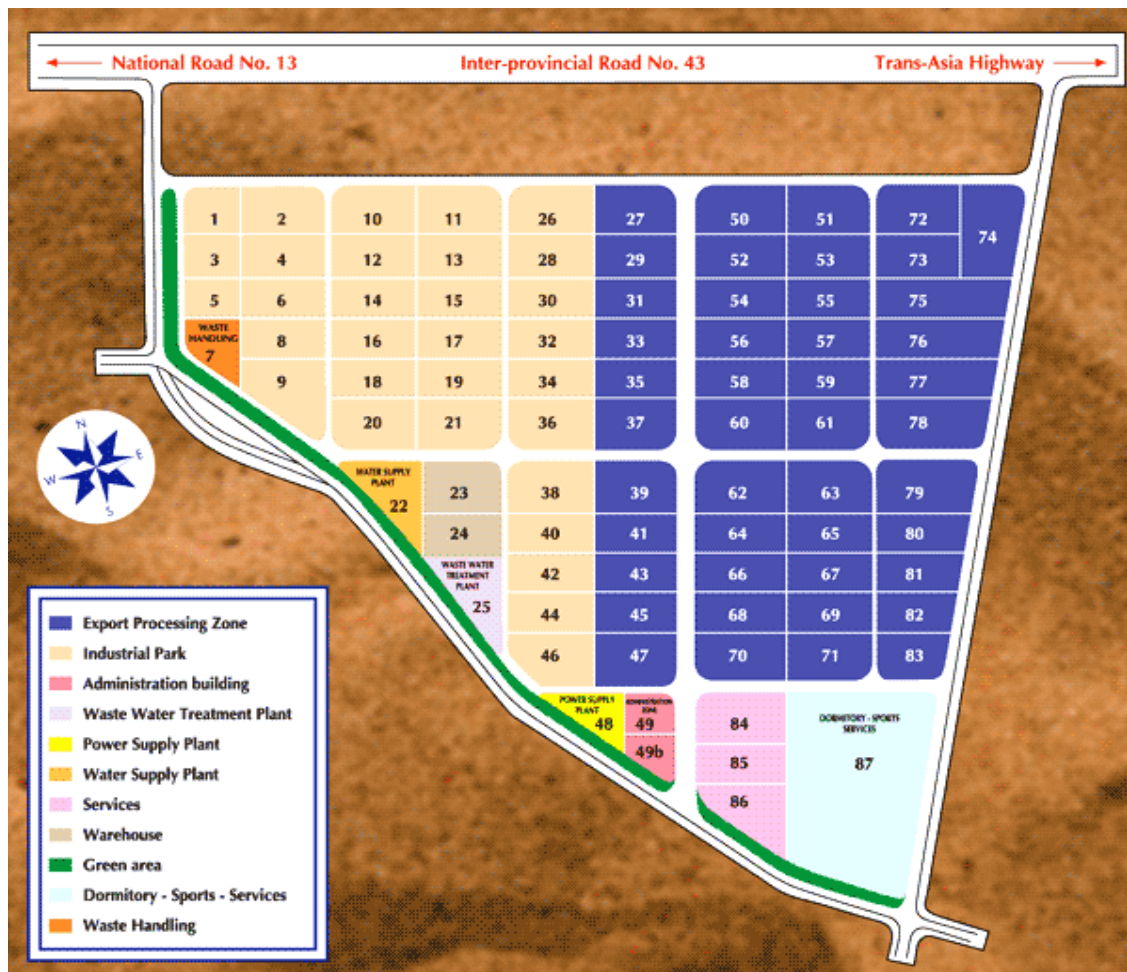 National Road No. 13 Inter-provincial Road No. 43 Trans-Asia Highway
1 2 10 11 26 27 50 51 72 74
3 4 12 13 28 29 52 53 73
5 6 14 15 30 31 54 55 75
WASTE
HANDLING
7 8 16 17 32 33 56 57 76
9 18 19 34 35 58 59 77
20 21 36 37 60 61 78
N
E
W
S
WATER SUPPLY
PLANT
22 23 38 39 62 63 79
24 40 41 64 65 80
WASTE WATER
TREATMENT
PLANT
25 42 43 66 67 81
44 45 68 69 82
46 47 70 71 83
POWER SUPPLY
PLANT
48
ADMINISTRATION
ZONE
49
49b
84
85
86
DORMITORY - SPORTS
SERVICES
87
Export Processing Zone
Industrial Park
Administration building
Waste Water Treatment Plant
Power Supply Plant
Water Supply Plant
Services
Warehouse
Green area
Dormitory - Sports - Services
Waste Handling